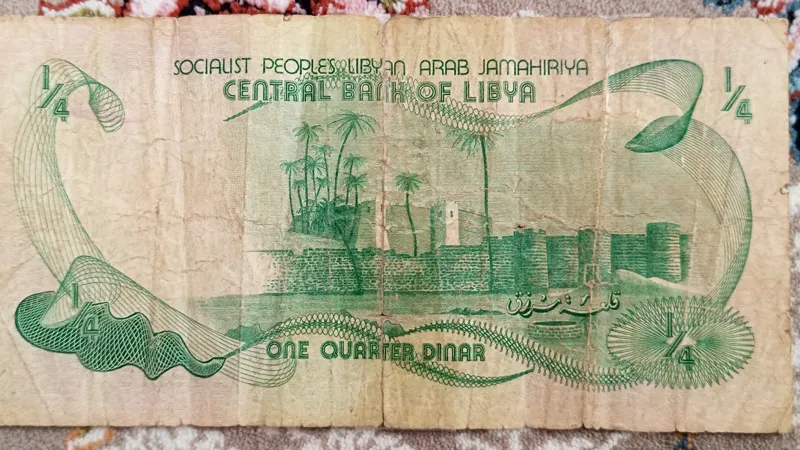 SOCIALIST PEOPLE'S LIBYAN ARAB JAMAHIRIYA
CENTRAL BANK OF LIBYA
1/4
1/4
قلعة مرزق
1/4
1/4
ONE QUARTER DINAR